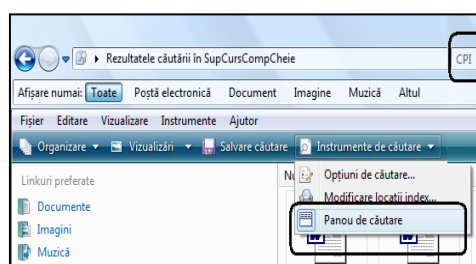 Rezultatele căutării în SupCursCompCheie
CPI
Afișare numai: Toate Poștă electronică Document Imagine Muzică Altul
Fișier Editare Vizualizare Instrumente Ajutor
Organizare Vizualizări Salvare căutare Instrumente de căutare
Linkuri preferate
Opțiuni de căutare...
Documente
Modificare locații index...
Imagini
Panou de căutare
Muzică